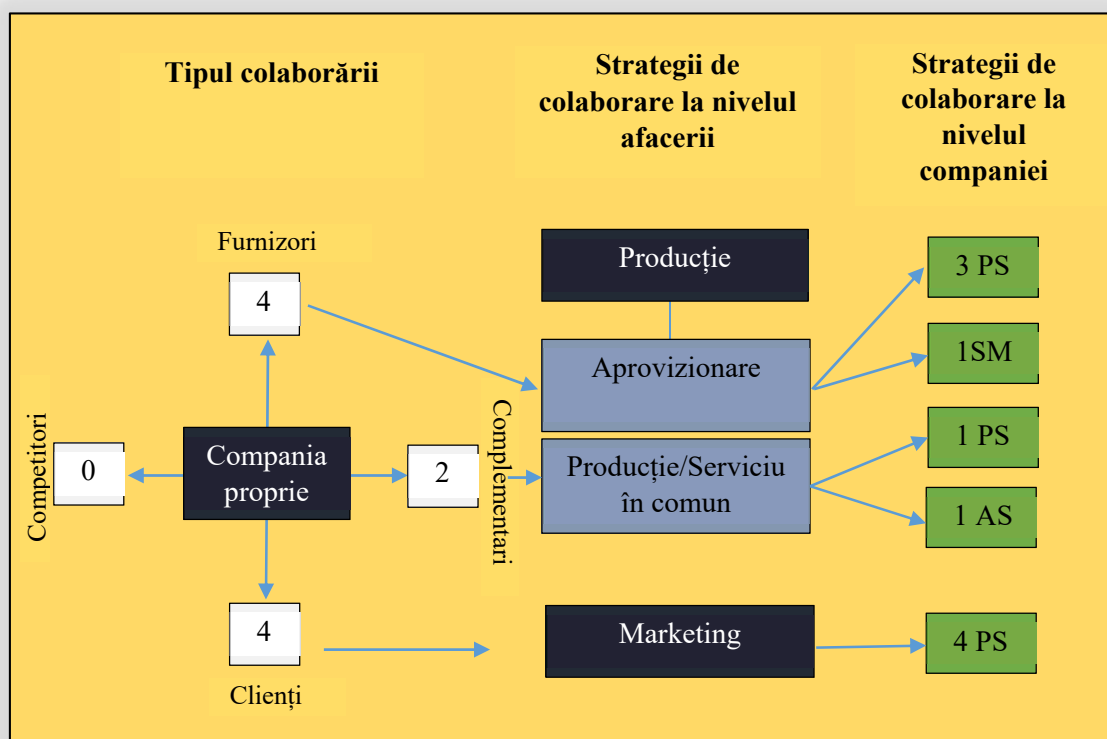 Tipul colaborării
Strategii de
colaborare la nivelul
afacerii
Strategii de
colaborare la
nivelul
companiei
Furnizori
4
Producție
3 PS
Aprovizionare
1SM
Competitori
0
Compania
proprie
2
Complementari
Producție/Serviciu
în comun
1 PS
1 AS
4
Clienți
Marketing
4 PS